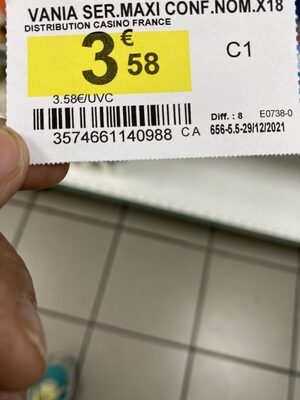 VANIA SER.MAXI CONF.NOM.X18
DISTRIBUTION CASINO FRANCE
3€58
C1
3.58€/UVC
Diff. : 8 E0738-0
3574661140988 CA 656-5.5-29/12/2021